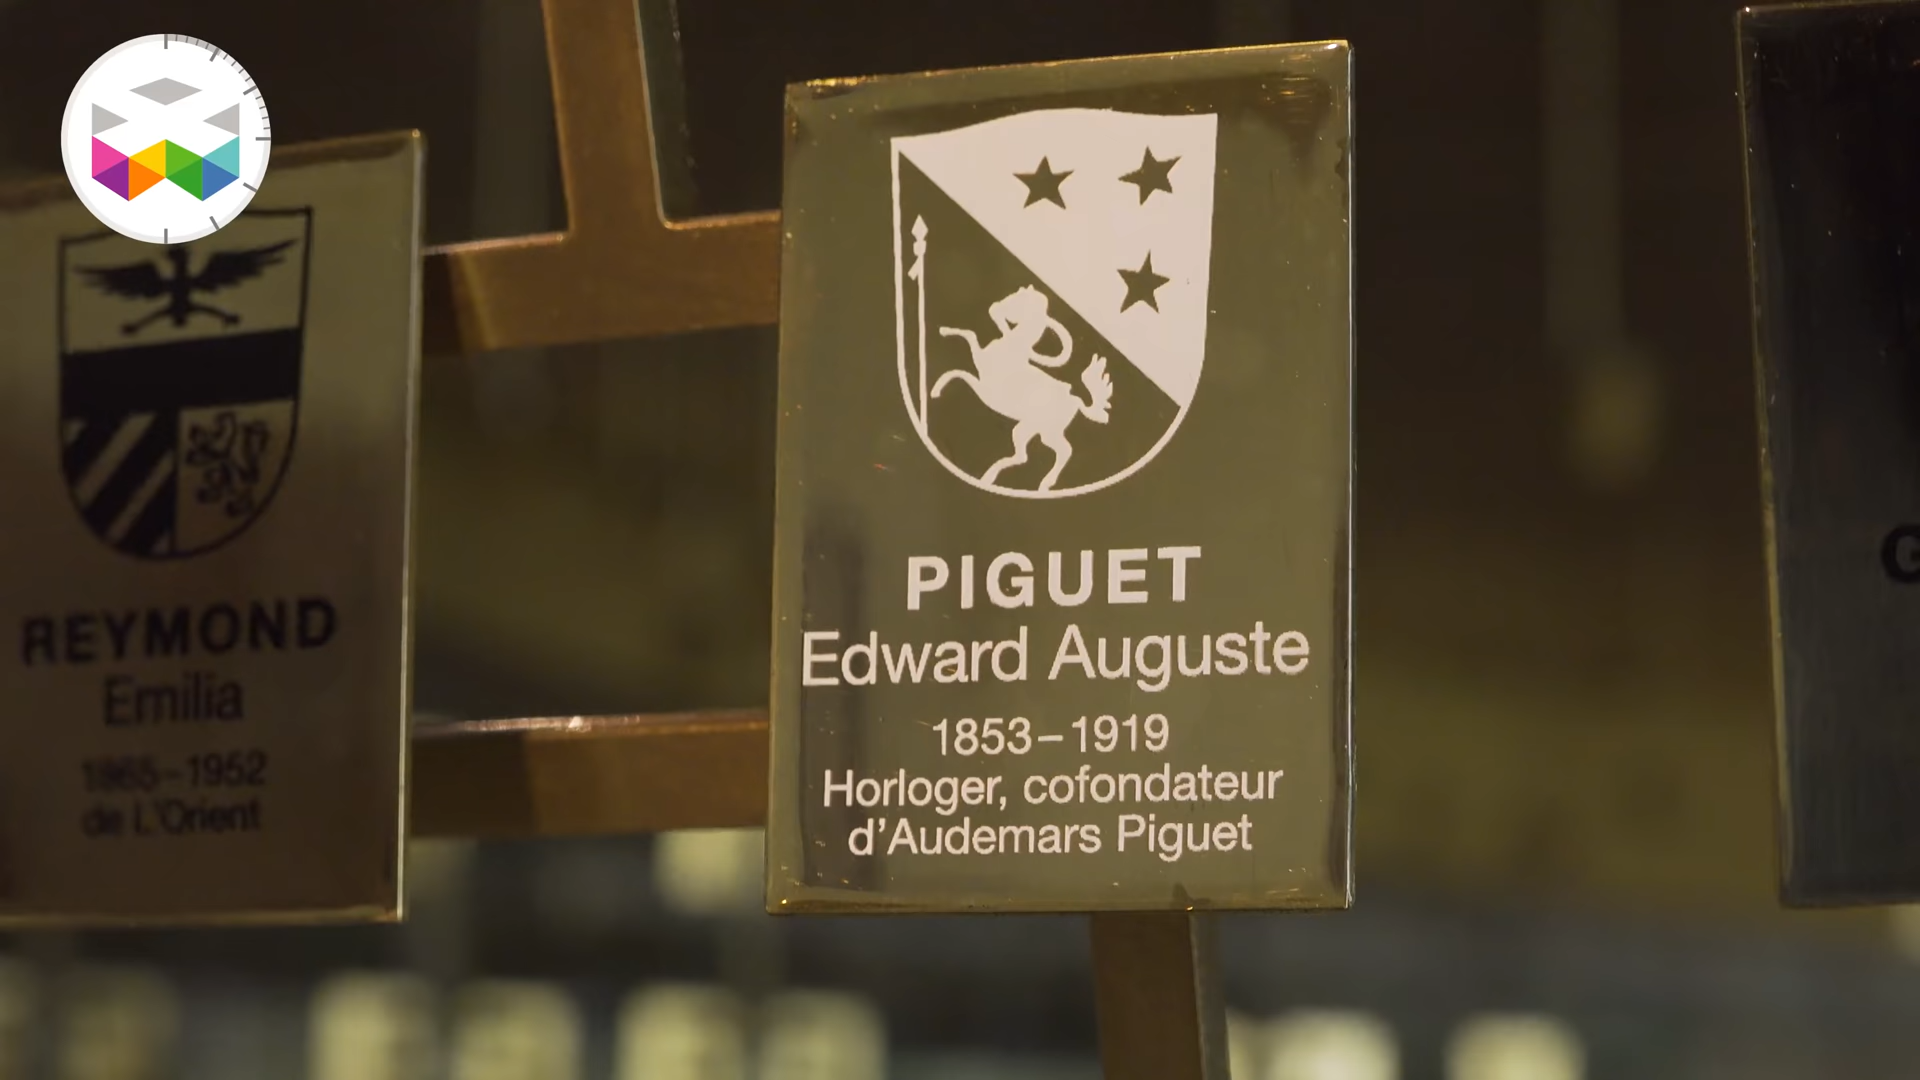 REYMOND
Emilia
1865–1952
de L'Orient
PIGUET
Edward Auguste
1853–1919
Horloger, cofondateur
d'Audemars Piguet
G